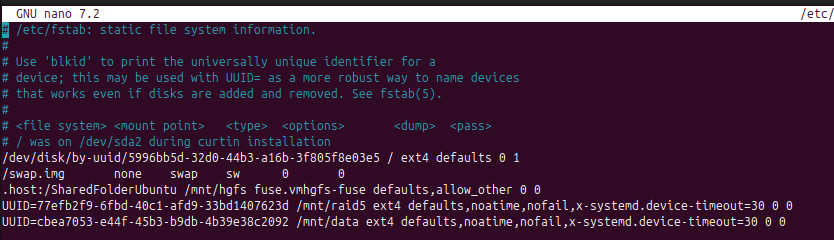 GNU nano 7.2 /etc/
# /etc/fstab: static file system information.
#
# Use 'blkid' to print the universally unique identifier for a
# device; this may be used with UUID= as a more robust way to name devices
# that works even if disks are added and removed. See fstab(5).
#
# <file system> <mount point>   <type>  <options>       <dump>  <pass>
# / was on /dev/sda2 during curtin installation
/dev/disk/by-uuid/5996bb5d-32d0-44b3-a16b-3f805f8e03e5 / ext4 defaults 0 1
/swap.img       none    swap    sw      0       0
.host:/SharedFolderUbuntu /mnt/hgfs fuse.vmhgfs-fuse defaults,allow_other 0 0
UUID=77efb2f9-6fbd-40c1-afd9-33bd1407623d /mnt/raid5 ext4 defaults,noatime,nofail,x-systemd.device-timeout=30 0 0
UUID=cbea7053-e44f-45b3-b9db-4b39e38c2092 /mnt/data ext4 defaults,noatime,nofail,x-systemd.device-timeout=30 0 0